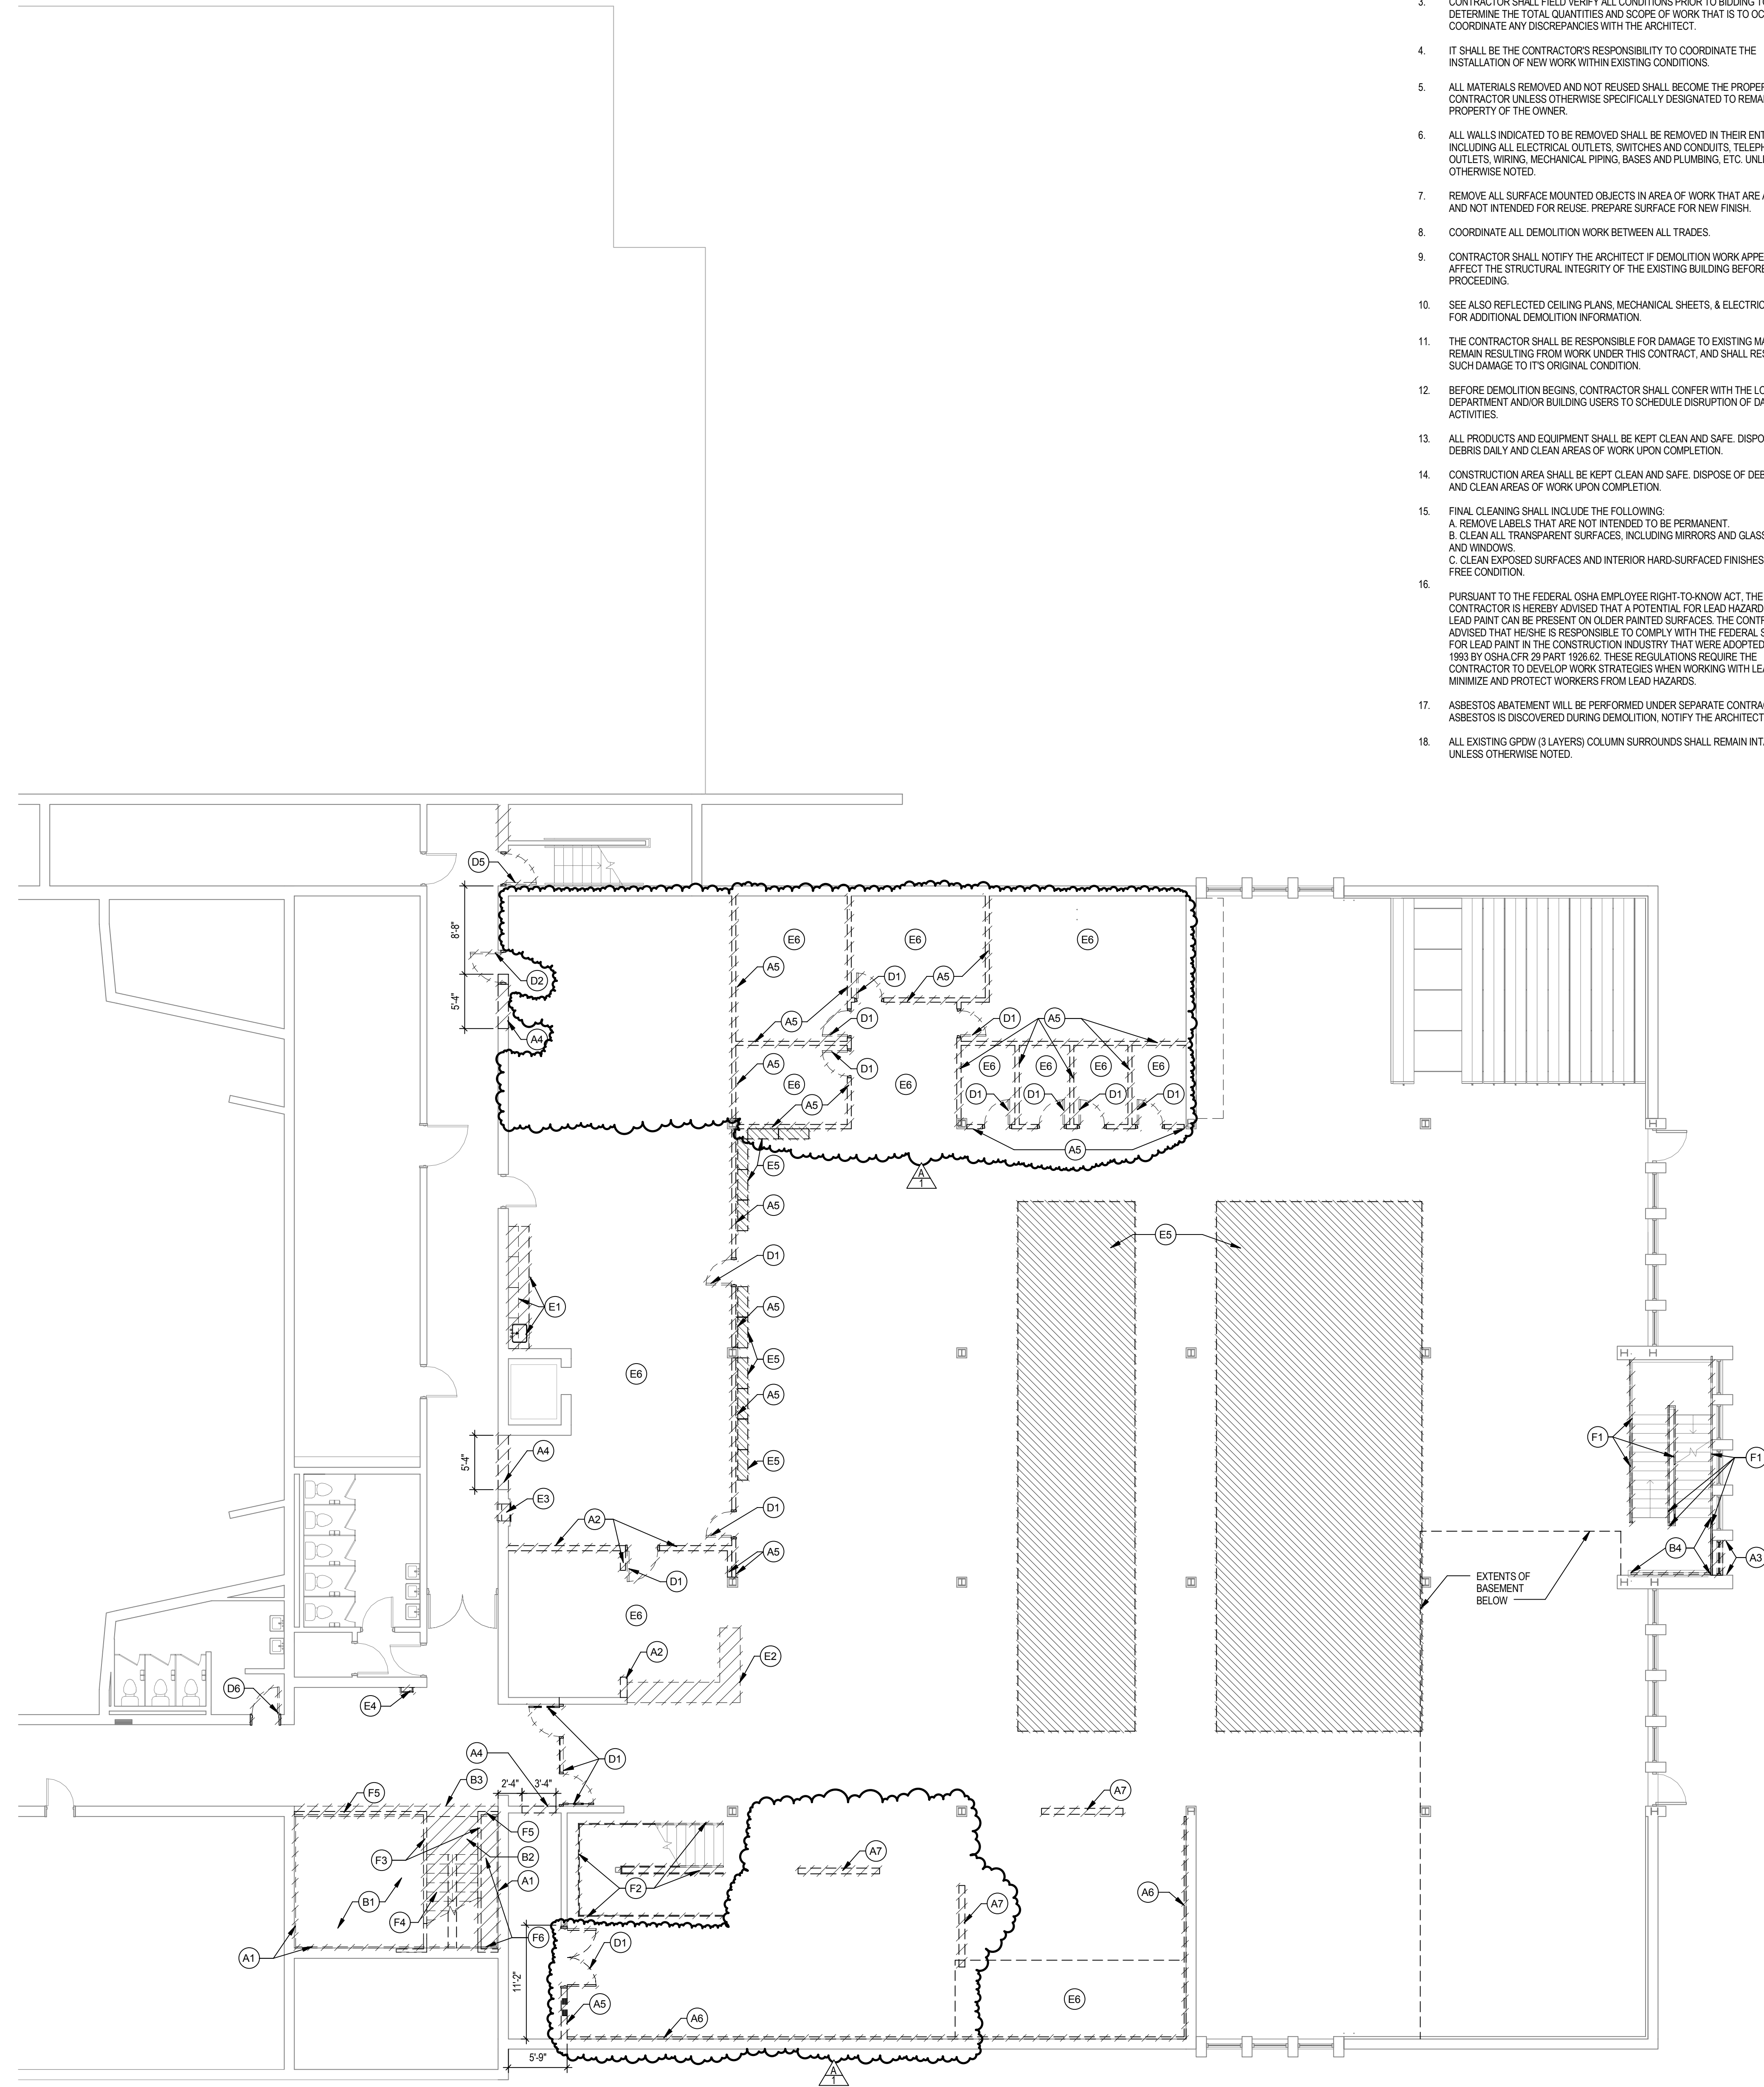 3. CONTRACTOR SHALL FIELD VERIFY ALL CONDITIONS PRIOR TO BIDDING TO
DETERMINE THE TOTAL QUANTITIES AND SCOPE OF WORK THAT IS TO OC
COORDINATE ANY DISCREPANCIES WITH THE ARCHITECT.
4. IT SHALL BE THE CONTRACTOR'S RESPONSIBILITY TO COORDINATE THE
INSTALLATION OF NEW WORK WITHIN EXISTING CONDITIONS.
5. ALL MATERIALS REMOVED AND NOT REUSED SHALL BECOME THE PROPER
CONTRACTOR UNLESS OTHERWISE SPECIFICALLY DESIGNATED TO REMAI
PROPERTY OF THE OWNER.
6. ALL WALLS INDICATED TO BE REMOVED SHALL BE REMOVED IN THEIR ENT
INCLUDING ALL ELECTRICAL OUTLETS, SWITCHES AND CONDUITS, TELEPH
OUTLETS, WIRING, MECHANICAL PIPING, BASES AND PLUMBING, ETC. UNL
OTHERWISE NOTED.
7. REMOVE ALL SURFACE MOUNTED OBJECTS IN AREA OF WORK THAT ARE A
AND NOT INTENDED FOR REUSE. PREPARE SURFACE FOR NEW FINISH.
8. COORDINATE ALL DEMOLITION WORK BETWEEN ALL TRADES.
9. CONTRACTOR SHALL NOTIFY THE ARCHITECT IF DEMOLITION WORK APPE
AFFECT THE STRUCTURAL INTEGRITY OF THE EXISTING BUILDING BEFORE
PROCEEDING.
10. SEE ALSO REFLECTED CEILING PLANS, MECHANICAL SHEETS, & ELECTRIC
FOR ADDITIONAL DEMOLITION INFORMATION.
11. THE CONTRACTOR SHALL BE RESPONSIBLE FOR DAMAGE TO EXISTING MA
REMAIN RESULTING FROM WORK UNDER THIS CONTRACT, AND SHALL RES
SUCH DAMAGE TO IT'S ORIGINAL CONDITION.
12. BEFORE DEMOLITION BEGINS, CONTRACTOR SHALL CONFER WITH THE LO
DEPARTMENT AND/OR BUILDING USERS TO SCHEDULE DISRUPTION OF DA
ACTIVITIES.
13. ALL PRODUCTS AND EQUIPMENT SHALL BE KEPT CLEAN AND SAFE. DISPO
DEBRIS DAILY AND CLEAN AREAS OF WORK UPON COMPLETION.
14. CONSTRUCTION AREA SHALL BE KEPT CLEAN AND SAFE. DISPOSE OF DEB
AND CLEAN AREAS OF WORK UPON COMPLETION.
15. FINAL CLEANING SHALL INCLUDE THE FOLLOWING:
A. REMOVE LABELS THAT ARE NOT INTENDED TO BE PERMANENT.
B. CLEAN ALL TRANSPARENT SURFACES, INCLUDING MIRRORS AND GLASS
AND WINDOWS.
C. CLEAN EXPOSED SURFACES AND INTERIOR HARD-SURFACED FINISHES
FREE CONDITION.
16.
PURSUANT TO THE FEDERAL OSHA EMPLOYEE RIGHT-TO-KNOW ACT, THE
CONTRACTOR IS HEREBY ADVISED THAT A POTENTIAL FOR LEAD HAZARD
LEAD PAINT CAN BE PRESENT ON OLDER PAINTED SURFACES. THE CONTR
ADVISED THAT HE/SHE IS RESPONSIBLE TO COMPLY WITH THE FEDERAL S
FOR LEAD PAINT IN THE CONSTRUCTION INDUSTRY THAT WERE ADOPTED
1993 BY OSHA.CFR 29 PART 1926.62. THESE REGULATIONS REQUIRE THE
CONTRACTOR TO DEVELOP WORK STRATEGIES WHEN WORKING WITH LEA
MINIMIZE AND PROTECT WORKERS FROM LEAD HAZARDS.
17. ASBESTOS ABATEMENT WILL BE PERFORMED UNDER SEPARATE CONTRA
ASBESTOS IS DISCOVERED DURING DEMOLITION, NOTIFY THE ARCHITECT
18. ALL EXISTING GPDW (3 LAYERS) COLUMN SURROUNDS SHALL REMAIN INT
UNLESS OTHERWISE NOTED.
D5
8'-8"
E6
E6
E6
A5
D1
A5
D2
5'-4"
A5
D1
D1
A5
A4
A5
D1
E6
E6
E6
E6
E6
E6
A5
D1
D1
D1
D1
A5
E5
A
1
A5
E5
D1
E1
A5
E5
E6
A5
F1
A4
5'-4"
E5
F1
E3
D1
A2
A5
B4
A3
D1
EXTENTS OF
BASEMENT
BELOW
E6
A2
E2
D6
E4
A4
D1
B3
2'-4"
3'-4"
F5
A7
F5
F3
B2
A7
A1
F2
A6
B1
A7
F4
F6
D1
A1
11'-2"
E6
A5
A6
5'-9"
A
1